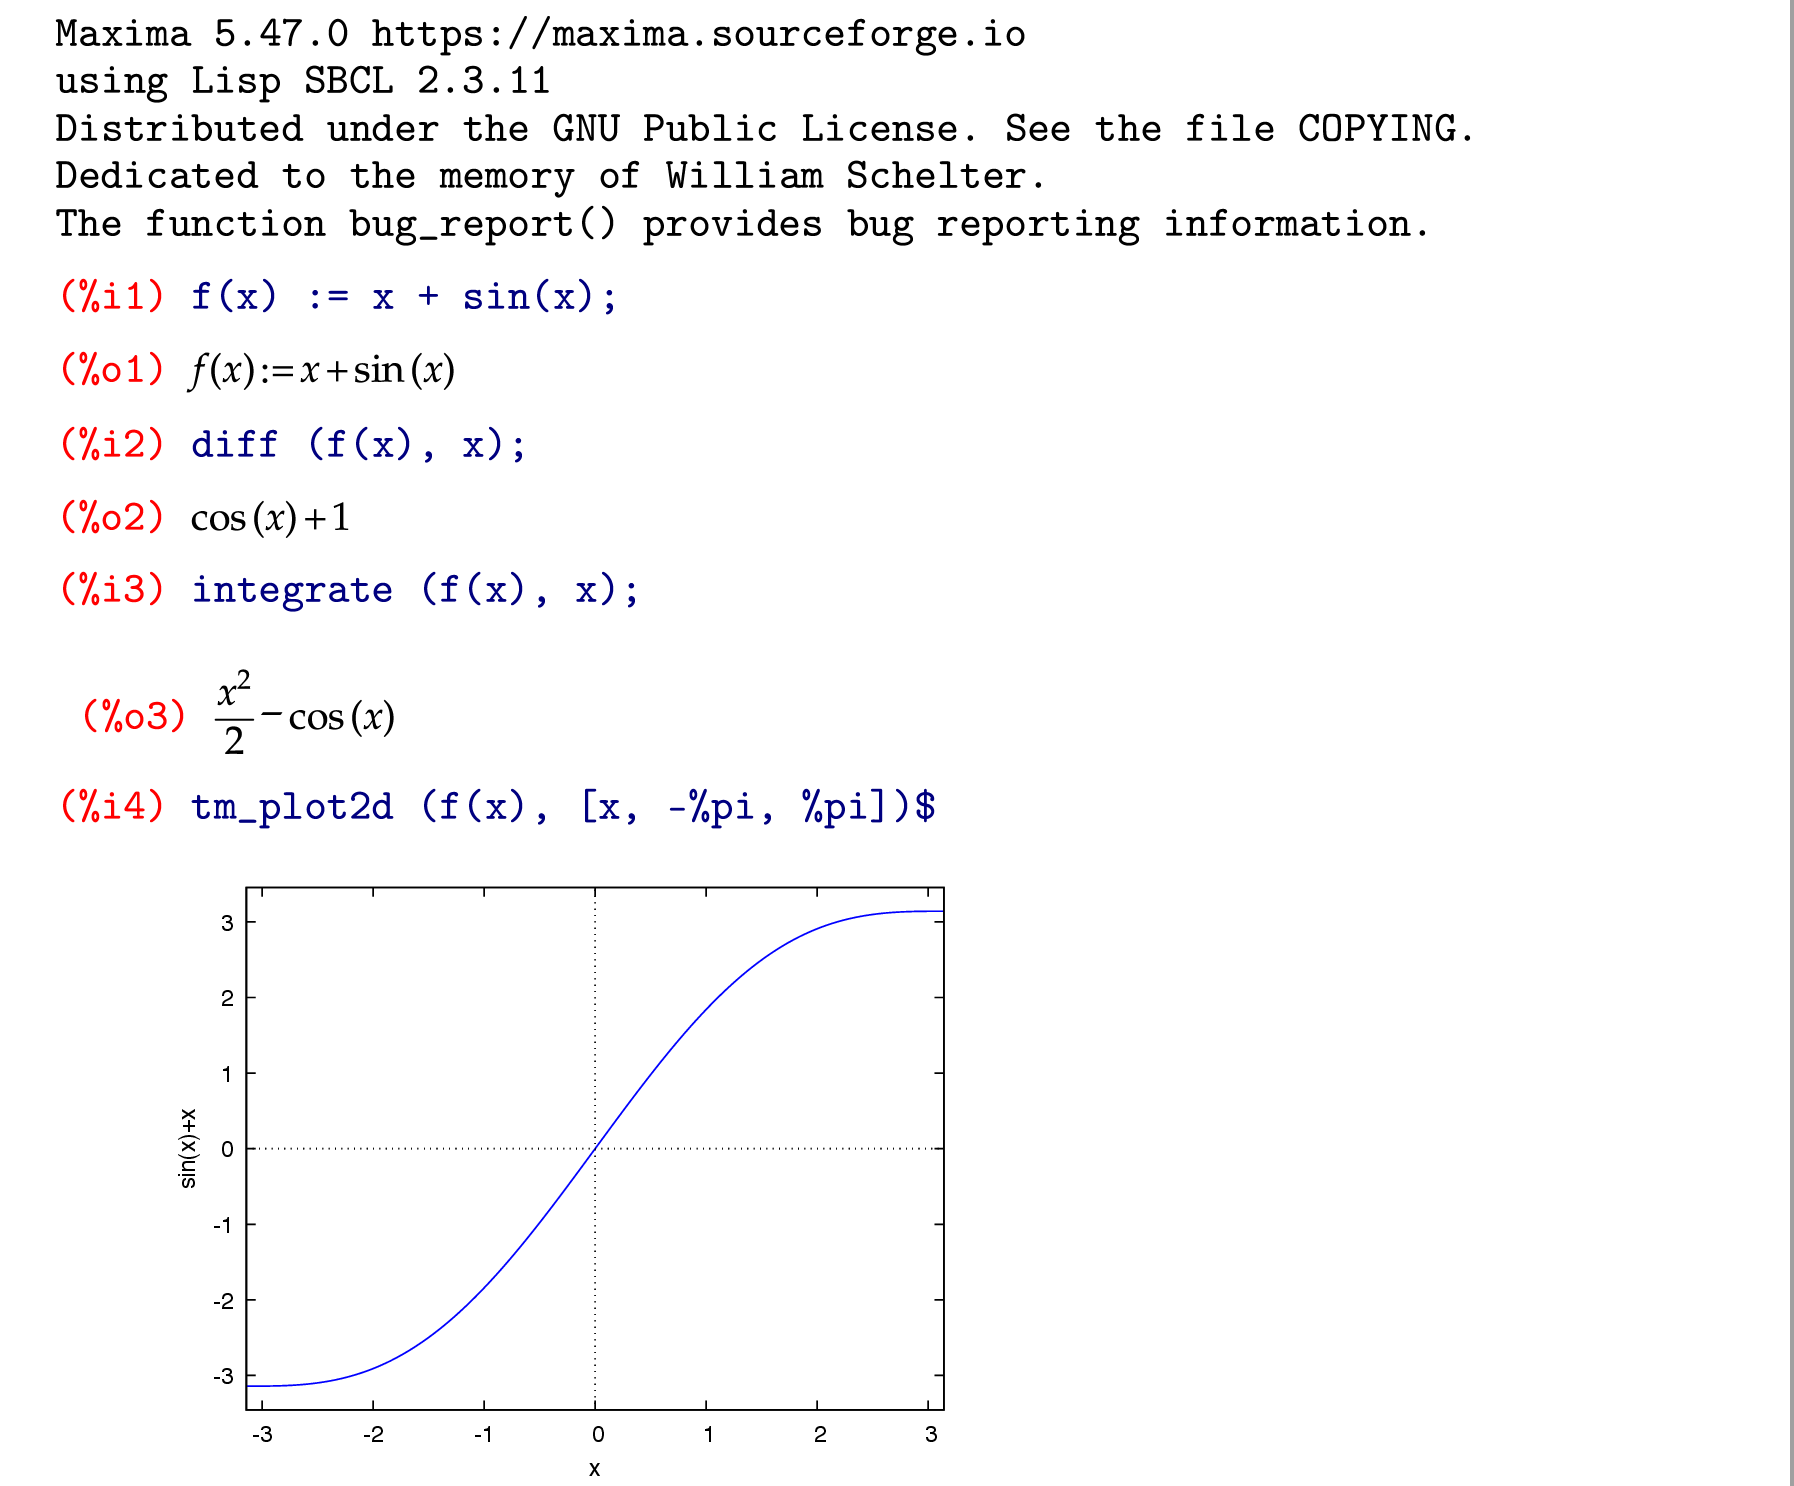 Maxima 5.47.0 https://maxima.sourceforge.io
using Lisp SBCL 2.3.11
Distributed under the GNU Public License. See the file COPYING.
Dedicated to the memory of William Schelter.
The function bug_report() provides bug reporting information.
(%i1) f(x) := x + sin(x);
(%o1) f(x):=x+sin(x)
(%i2) diff (f(x), x);
(%o2) cos(x)+1
(%i3) integrate (f(x), x);
(%o3) x²/2−cos(x)
(%i4) tm_plot2d (f(x), [x, -%pi, %pi])$
3
2
1
0
-1
-2
-3
sin(x)+x
-3 -2 -1 0 1 2 3
x